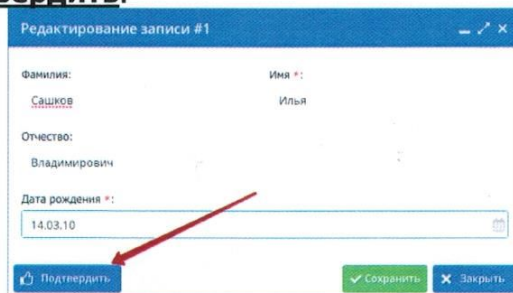 Редактирование записи #1
Фамилия: Имя *:
Сашков Илья
Отчество:
Владимирович
Дата рождения *:
14.03.10
Подтвердить Сохранить Закрыть